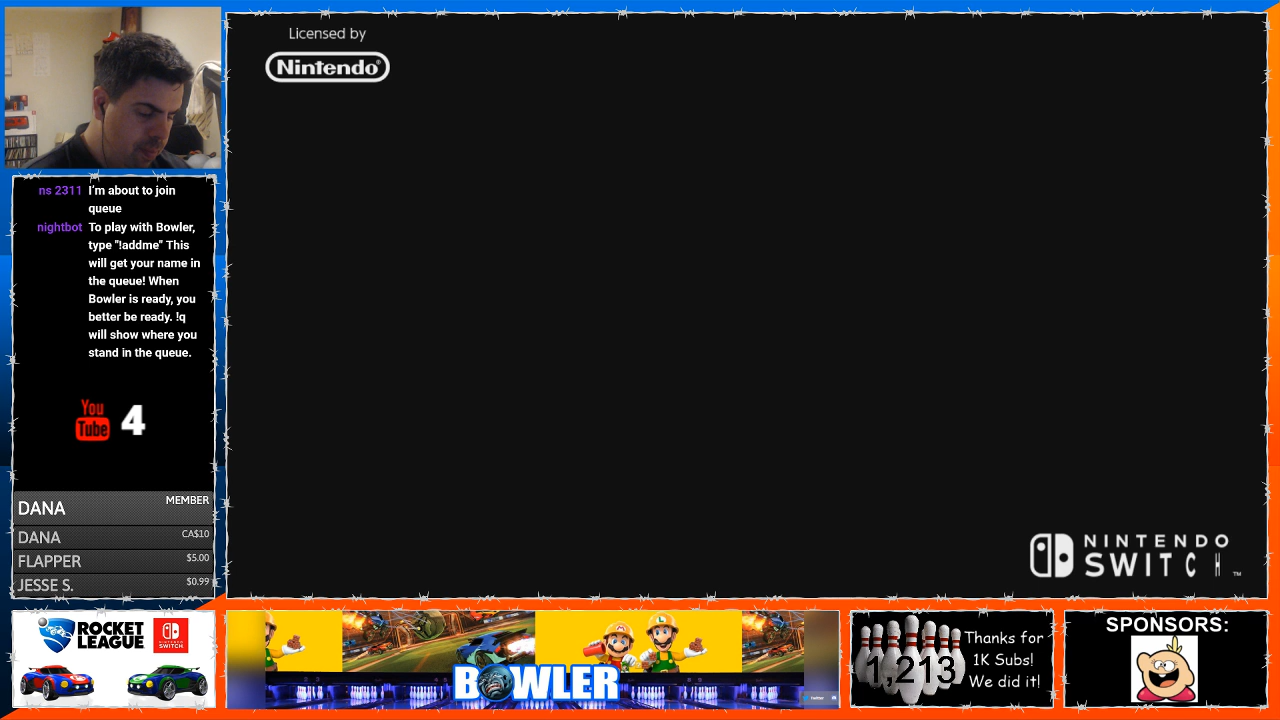 Licensed by
Nintendo
ns 2311 I'm about to join
queue
nightbot To play with Bowler,
type "!addme" This
will get your name in
the queue! When
Bowler is ready, you
better be ready. !q
will show where you
stand in the queue.
You
Tube 4
DANA MEMBER
DANA CA$10
FLAPPER $5.00
JESSE S. $0.99
NINTENDO
SWITCH ™
ROCKET
LEAGUE
NINTENDO
SWITCH
BOWLER
Twitter
1,213
Thanks for
1K Subs!
We did it!
SPONSORS: